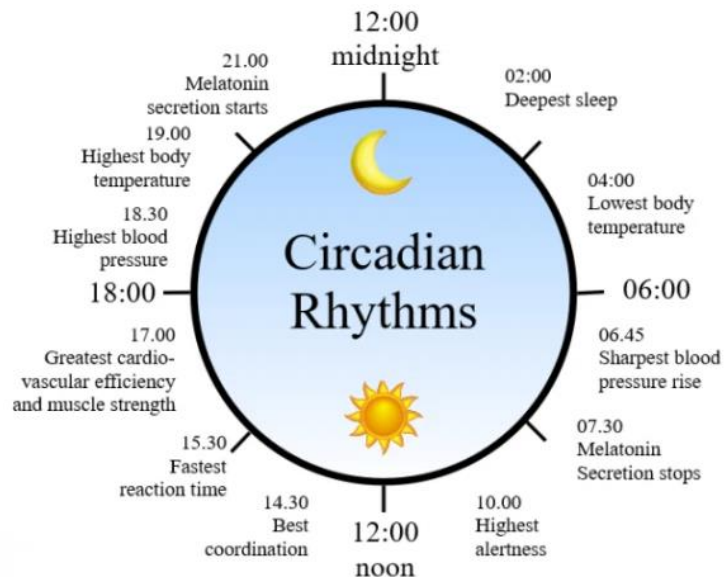 12:00
midnight
02:00
Deepest sleep
04:00
Lowest body
temperature
06:00
06.45
Sharpest blood
pressure rise
07.30
Melatonin
Secretion stops
10.00
Highest
alertness
12:00
noon
14.30
Best
coordination
15.30
Fastest
reaction time
17.00
Greatest cardio-
vascular efficiency
and muscle strength
18:00
18.30
Highest blood
pressure
19.00
Highest body
temperature
21.00
Melatonin
secretion starts
Circadian
Rhythms